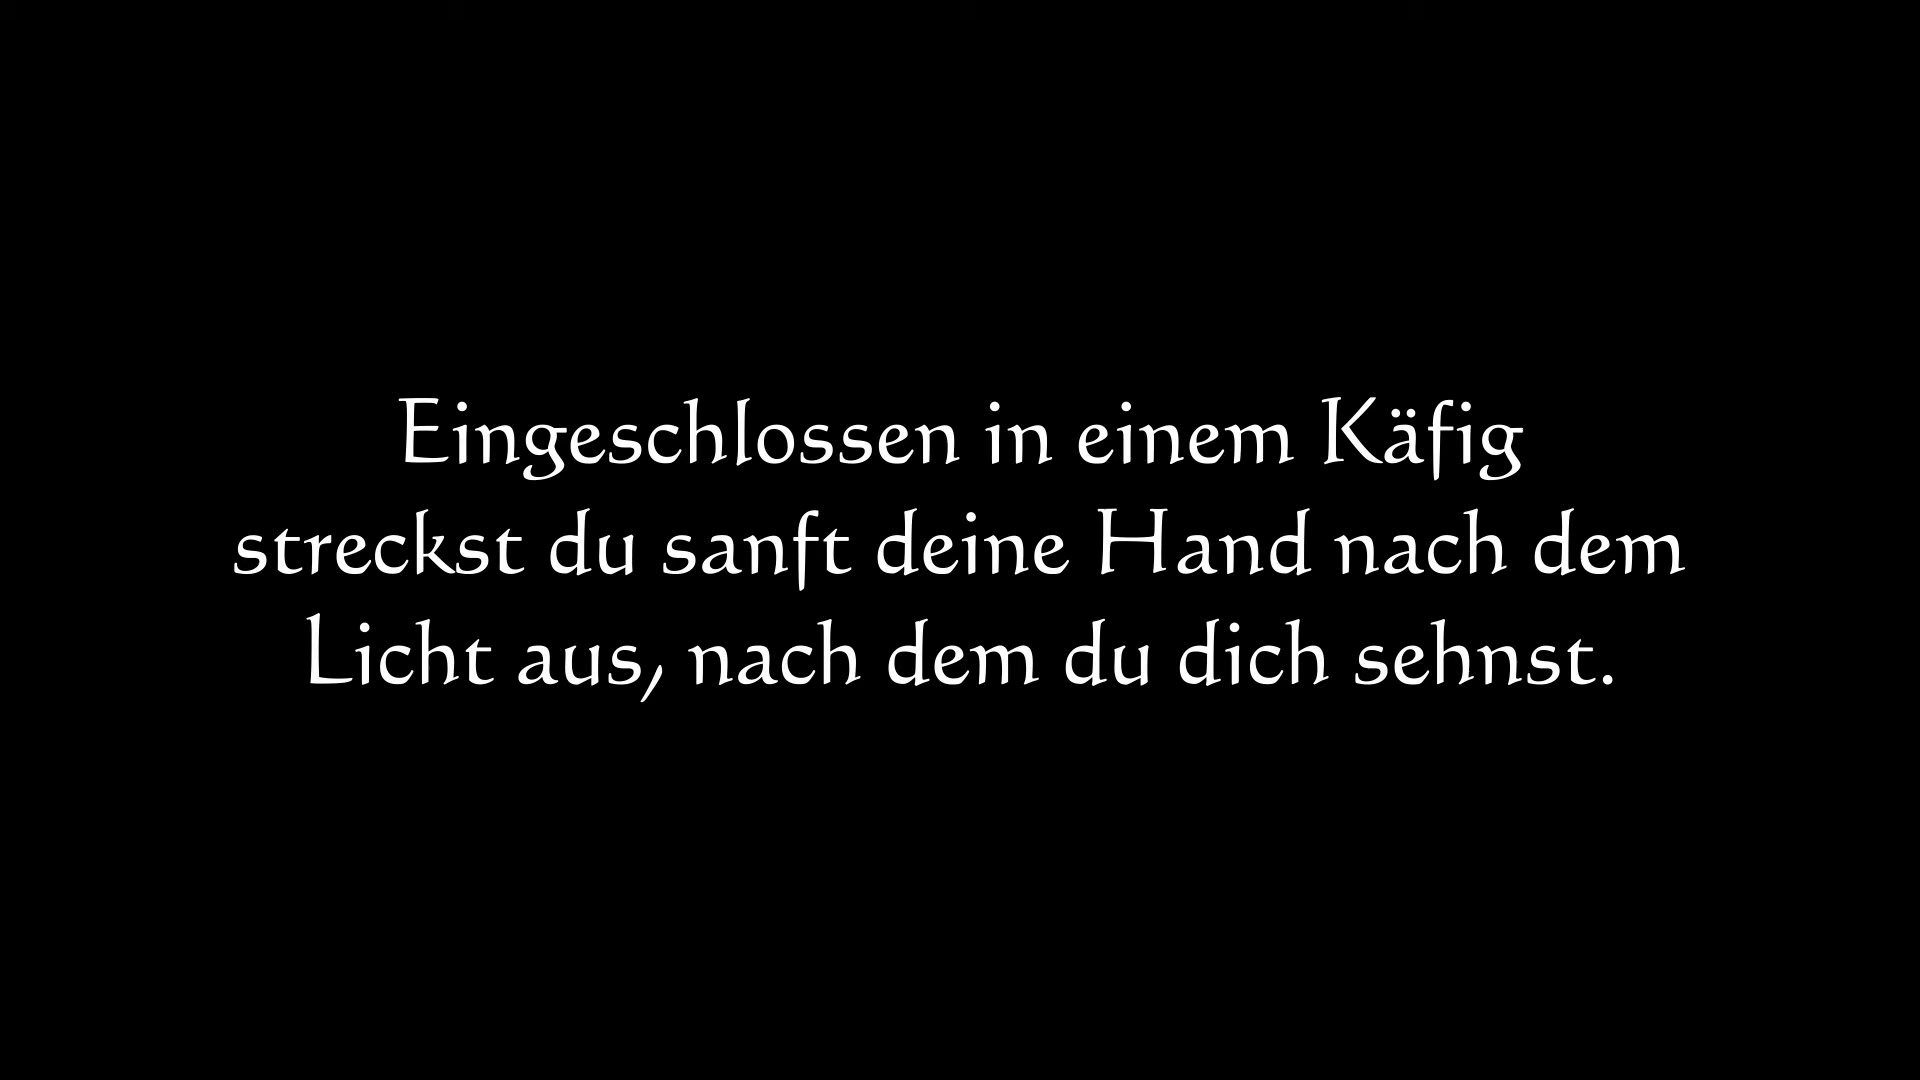 Eingeschlossen in einem Käfig
streckst du sanft deine Hand nach dem
Licht aus, nach dem du dich sehnst.